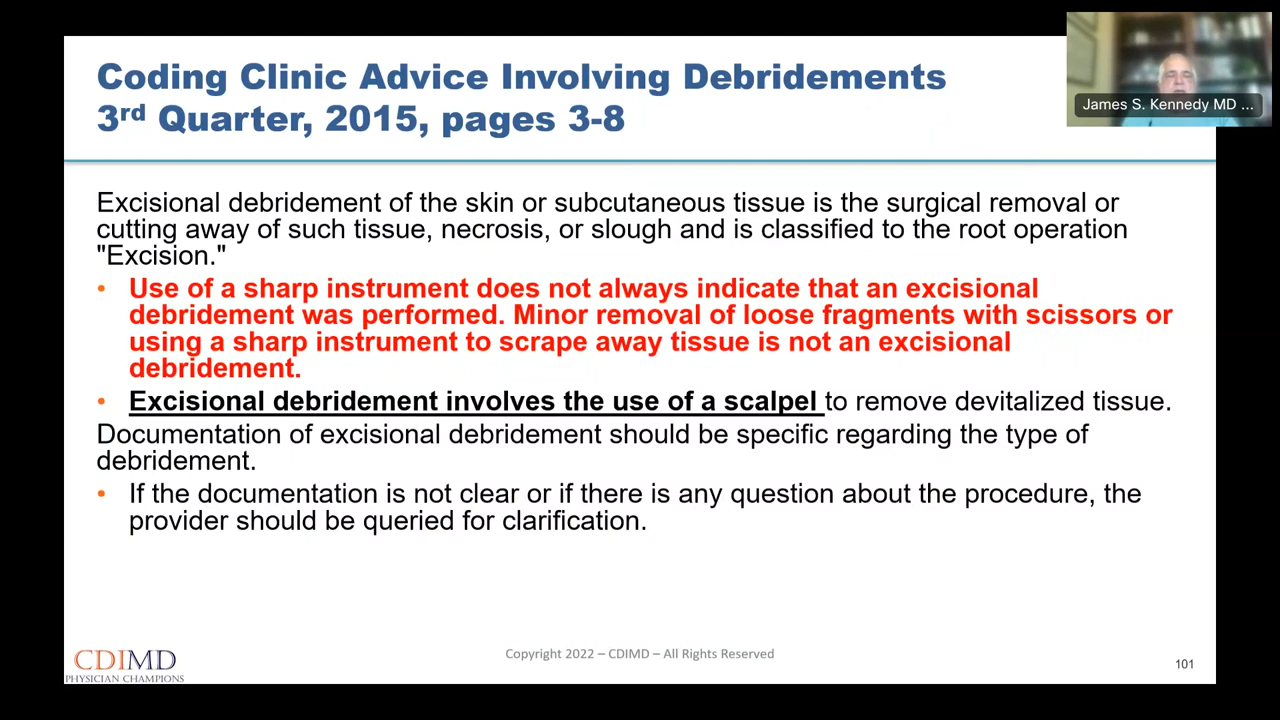 Coding Clinic Advice Involving Debridements
3rd Quarter, 2015, pages 3-8
James S. Kennedy MD ...
Excisional debridement of the skin or subcutaneous tissue is the surgical removal or
cutting away of such tissue, necrosis, or slough and is classified to the root operation
"Excision."
• Use of a sharp instrument does not always indicate that an excisional
debridement was performed. Minor removal of loose fragments with scissors or
using a sharp instrument to scrape away tissue is not an excisional
debridement.
• Excisional debridement involves the use of a scalpel to remove devitalized tissue.
Documentation of excisional debridement should be specific regarding the type of
debridement.
• If the documentation is not clear or if there is any question about the procedure, the
provider should be queried for clarification.
CDIMD
PHYSICIAN CHAMPIONS
Copyright 2022 – CDIMD – All Rights Reserved
101